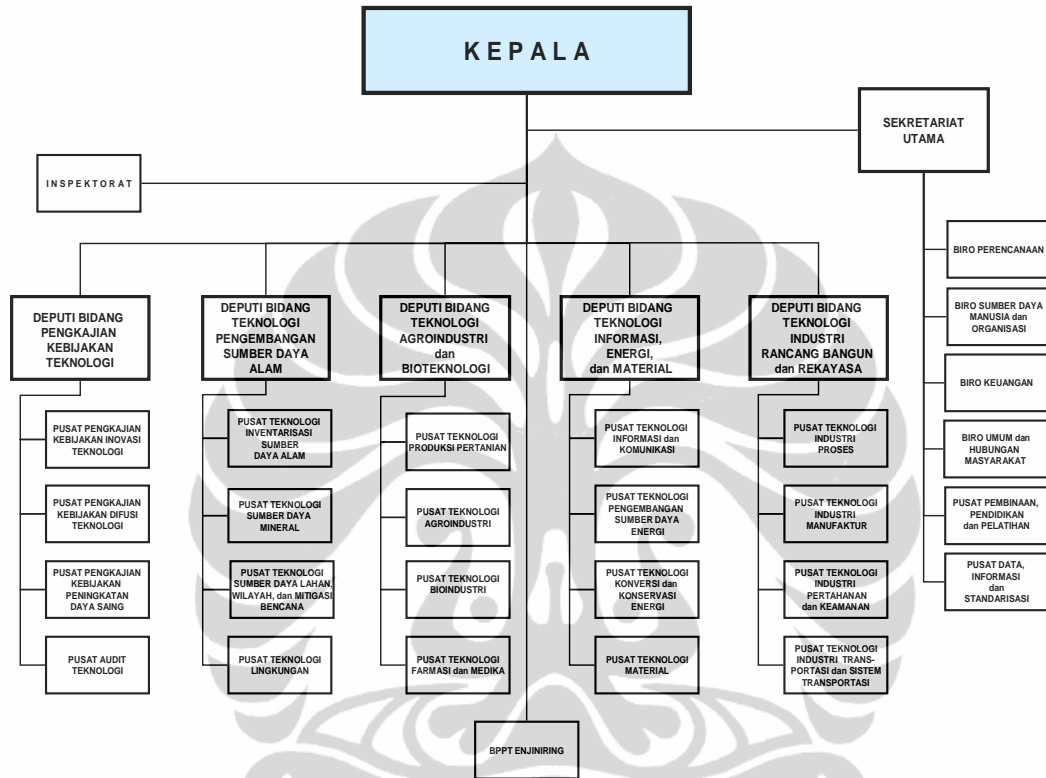 KEPALA
SEKRETARIAT
UTAMA
INSPEKTORAT
BIRO PERENCANAAN
BIRO SUMBER DAYA
MANUSIA dan
ORGANISASI
BIRO KEUANGAN
BIRO UMUM dan
HUBUNGAN
MASYARAKAT
PUSAT PEMBINAAN,
PENDIDIKAN
dan PELATIHAN
PUSAT DATA,
INFORMASI
dan
STANDARISASI
DEPUTI BIDANG
PENGKAJIAN
KEBIJAKAN
TEKNOLOGI
PUSAT PENGKAJIAN
KEBIJAKAN INOVASI
TEKNOLOGI
PUSAT PENGKAJIAN
KEBIJAKAN DIFUSI
TEKNOLOGI
PUSAT PENGKAJIAN
KEBIJAKAN
PENINGKATAN
DAYA SAING
PUSAT AUDIT
TEKNOLOGI
DEPUTI BIDANG
TEKNOLOGI
PENGEMBANGAN
SUMBER DAYA
ALAM
PUSAT TEKNOLOGI
INVENTARISASI
SUMBER
DAYA ALAM
PUSAT TEKNOLOGI
SUMBER DAYA
MINERAL
PUSAT TEKNOLOGI
SUMBER DAYA LAHAN,
WILAYAH, dan MITIGASI
BENCANA
PUSAT TEKNOLOGI
LINGKUNGAN
DEPUTI BIDANG
TEKNOLOGI
AGROINDUSTRI
dan
BIOTEKNOLOGI
PUSAT TEKNOLOGI
PRODUKSI PERTANIAN
PUSAT TEKNOLOGI
AGROINDUSTRI
PUSAT TEKNOLOGI
BIOINDUSTRI
PUSAT TEKNOLOGI
FARMASI dan MEDIKA
DEPUTI BIDANG
TEKNOLOGI
INFORMASI,
ENERGI,
dan MATERIAL
PUSAT TEKNOLOGI
INFORMASI dan
KOMUNIKASI
PUSAT TEKNOLOGI
PENGEMBANGAN
SUMBER DAYA
ENERGI
PUSAT TEKNOLOGI
KONVERSI dan
KONSERVASI
ENERGI
PUSAT TEKNOLOGI
MATERIAL
DEPUTI BIDANG
TEKNOLOGI
INDUSTRI
RANCANG BANGUN
dan REKAYASA
PUSAT TEKNOLOGI
INDUSTRI
PROSES
PUSAT TEKNOLOGI
INDUSTRI
MANUFAKTUR
PUSAT TEKNOLOGI
INDUSTRI
PERTAHANAN
dan KEAMANAN
PUSAT TEKNOLOGI
INDUSTRI TRANS-
PORTASI dan SISTEM
TRANSPORTASI
BPPT ENJINIRING